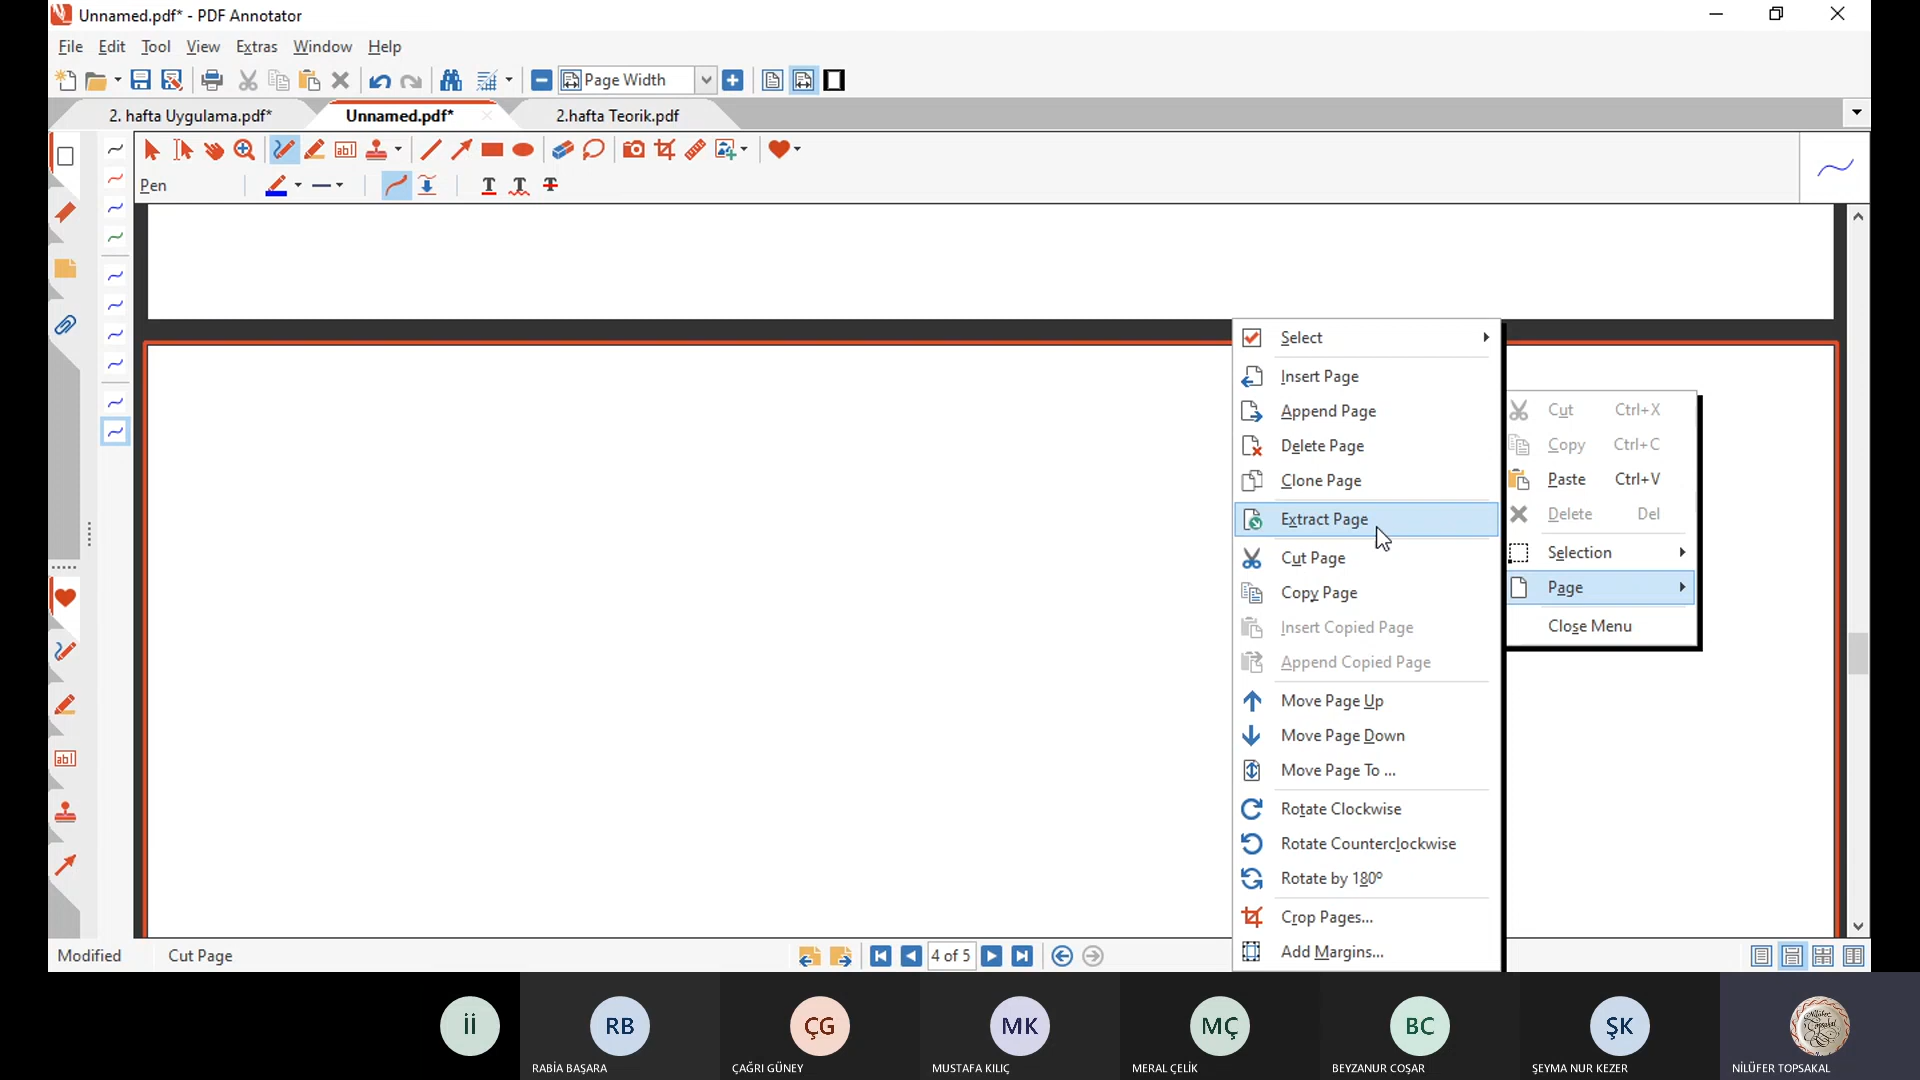 Unnamed.pdf* - PDF Annotator
File Edit Tool View Extras Window Help
Page Width
2. hafta Uygulama.pdf* Unnamed.pdf* 2.hafta Teorik.pdf
Pen
Select
Insert Page
Append Page
Delete Page
Clone Page
Extract Page
Cut Page
Copy Page
Insert Copied Page
Append Copied Page
Move Page Up
Move Page Down
Move Page To ...
Rotate Clockwise
Rotate Counterclockwise
Rotate by 180º
Crop Pages...
Add Margins...
Cut Ctrl+X
Copy Ctrl+C
Paste Ctrl+V
Delete Del
Selection
Page
Close Menu
Modified Cut Page 4 of 5
İİ RB ÇG MK MÇ BC ŞK
RABİA BAŞARA ÇAĞRI GÜNEY MUSTAFA KILIÇ MERAL ÇELİK BEYZANUR COŞAR ŞEYMA NUR KEZER NİLÜFER TOPSAKAL